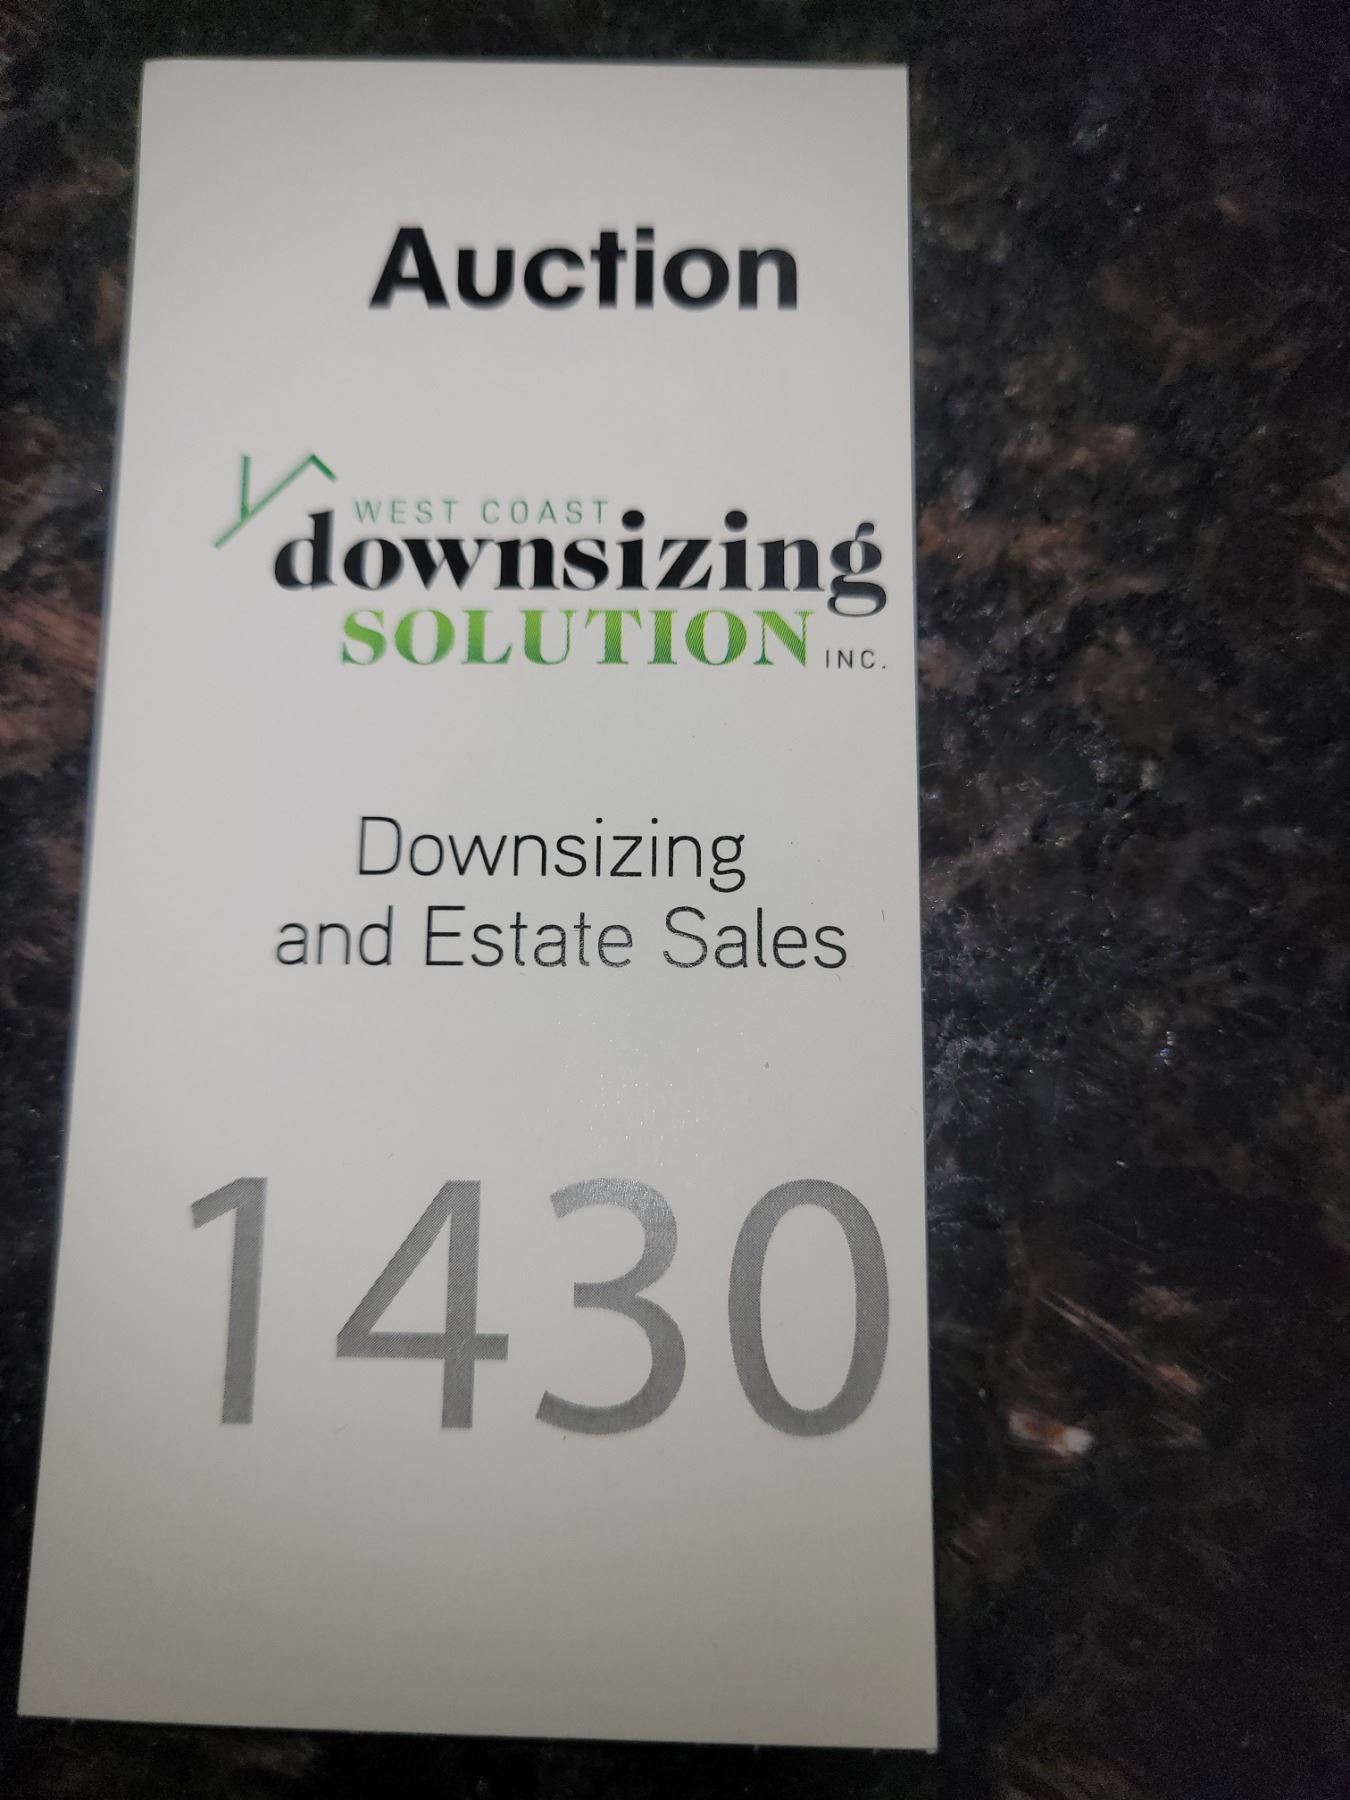 Auction
WEST COAST
downsizing
SOLUTION INC.
Downsizing
and Estate Sales
1430